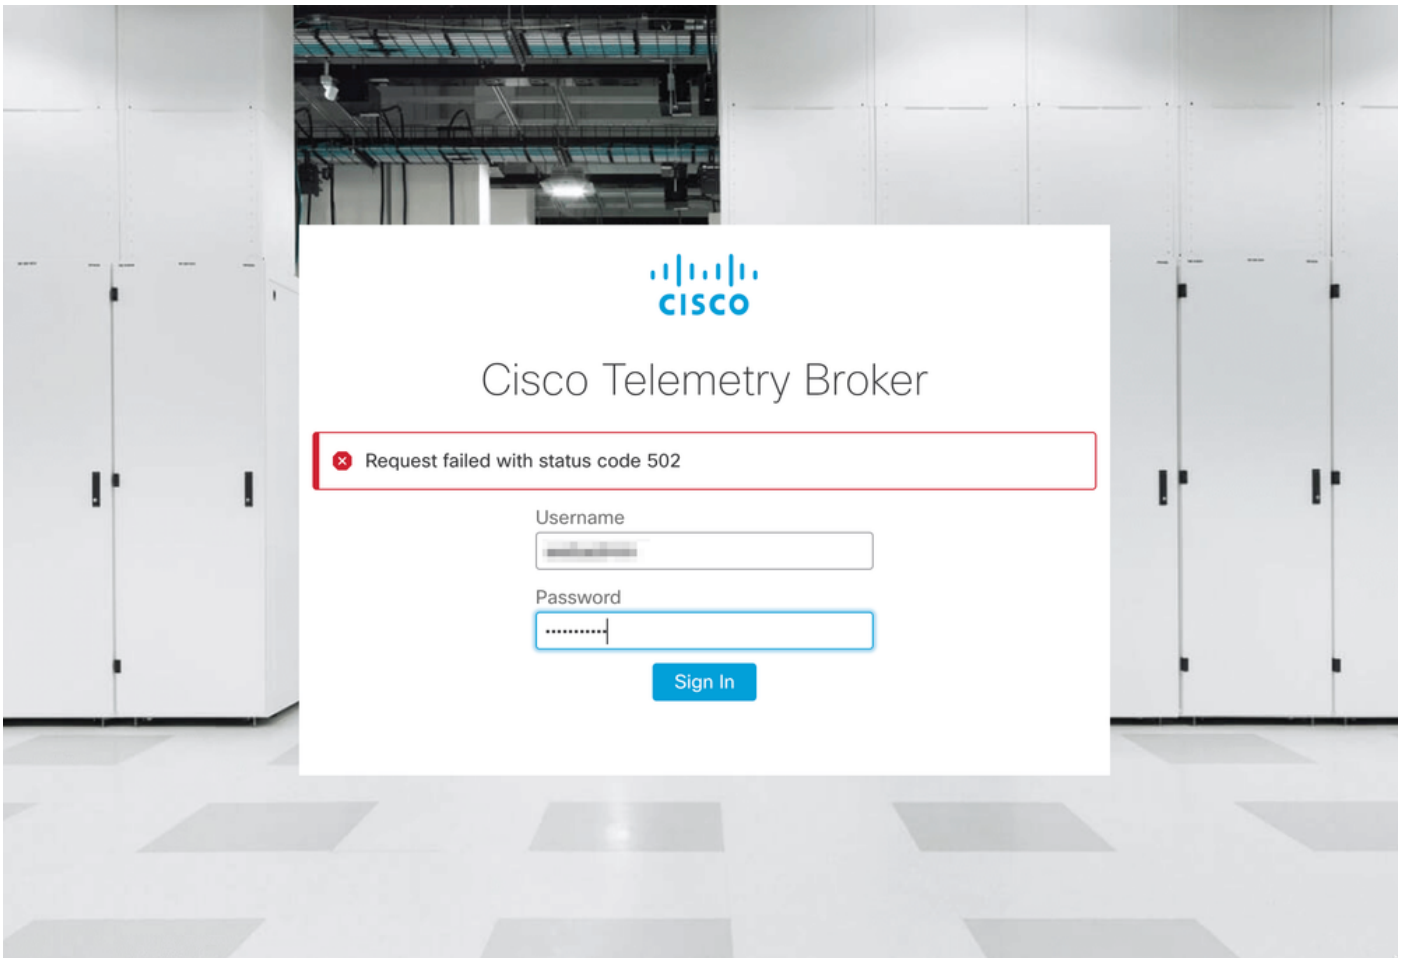 CISCO
Cisco Telemetry Broker
Request failed with status code 502
Username
Password
Sign In